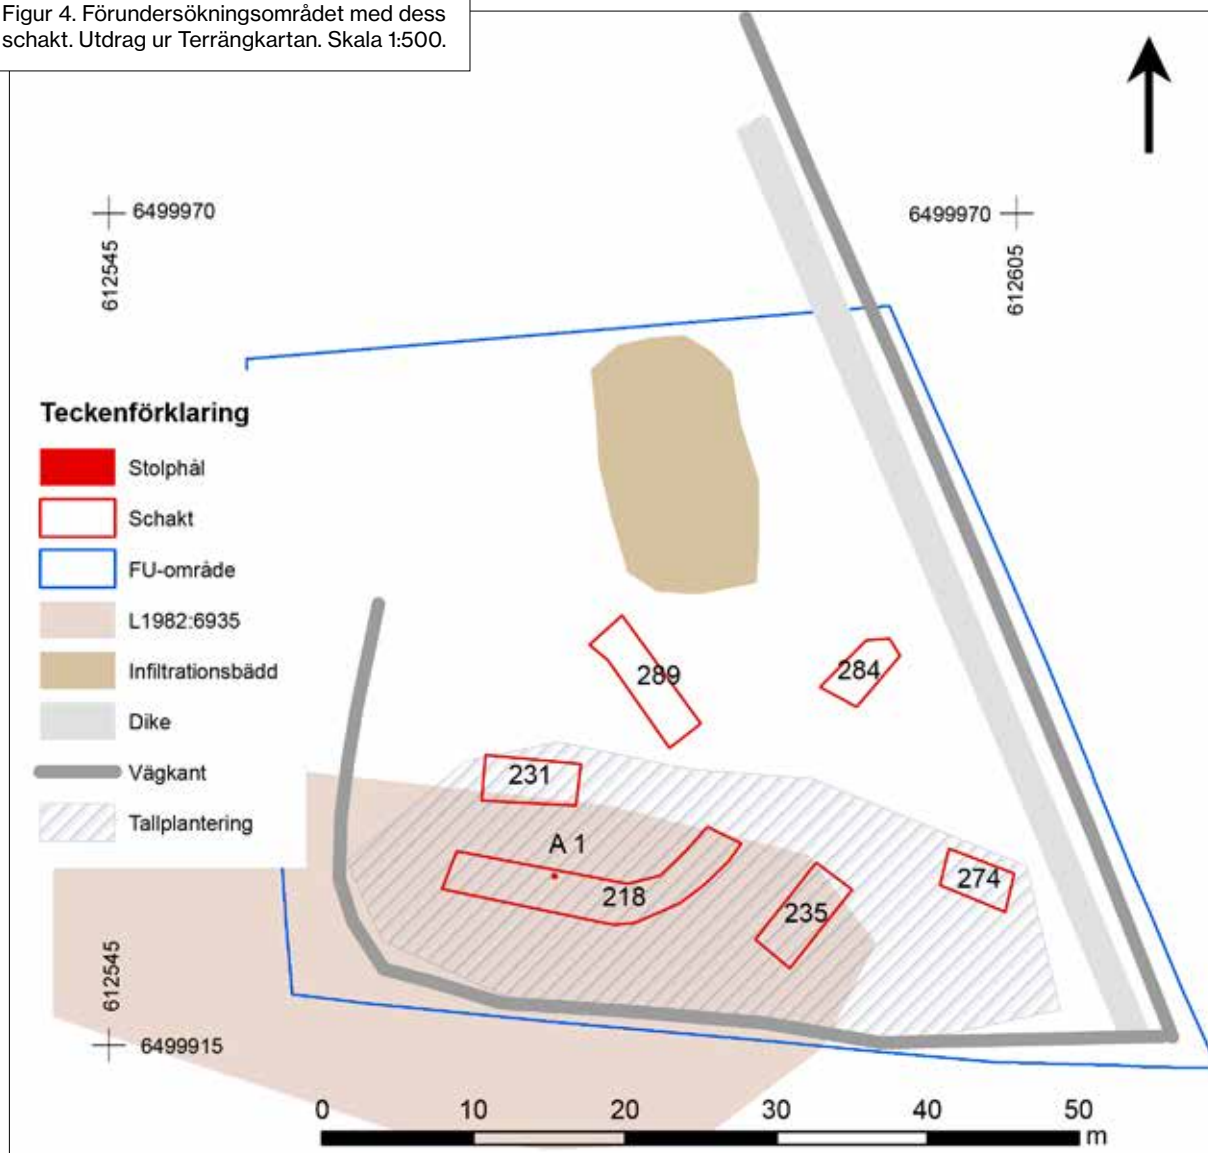 Figur 4. Förundersökningsområdet med dess
schakt. Utdrag ur Terrängkartan. Skala 1:500.
6499970
612545
6499970
612605
Teckenförklaring
Stolphål
Schakt
FU-område
L1982:6935
Infiltrationsbädd
Dike
Vägkant
Tallplantering
289
284
231
A 1
218
235
274
612545
6499915
0 10 20 30 40 50
m